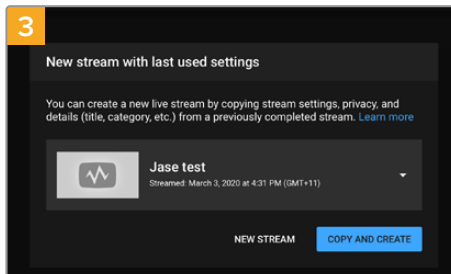 3
New stream with last used settings
You can create a new live stream by copying stream settings, privacy, and
details (title, category, etc.) from a previously completed stream. Learn more
Jase test
Streamed: March 3, 2020 at 4:31 PM (GMT+11)
NEW STREAM COPY AND CREATE